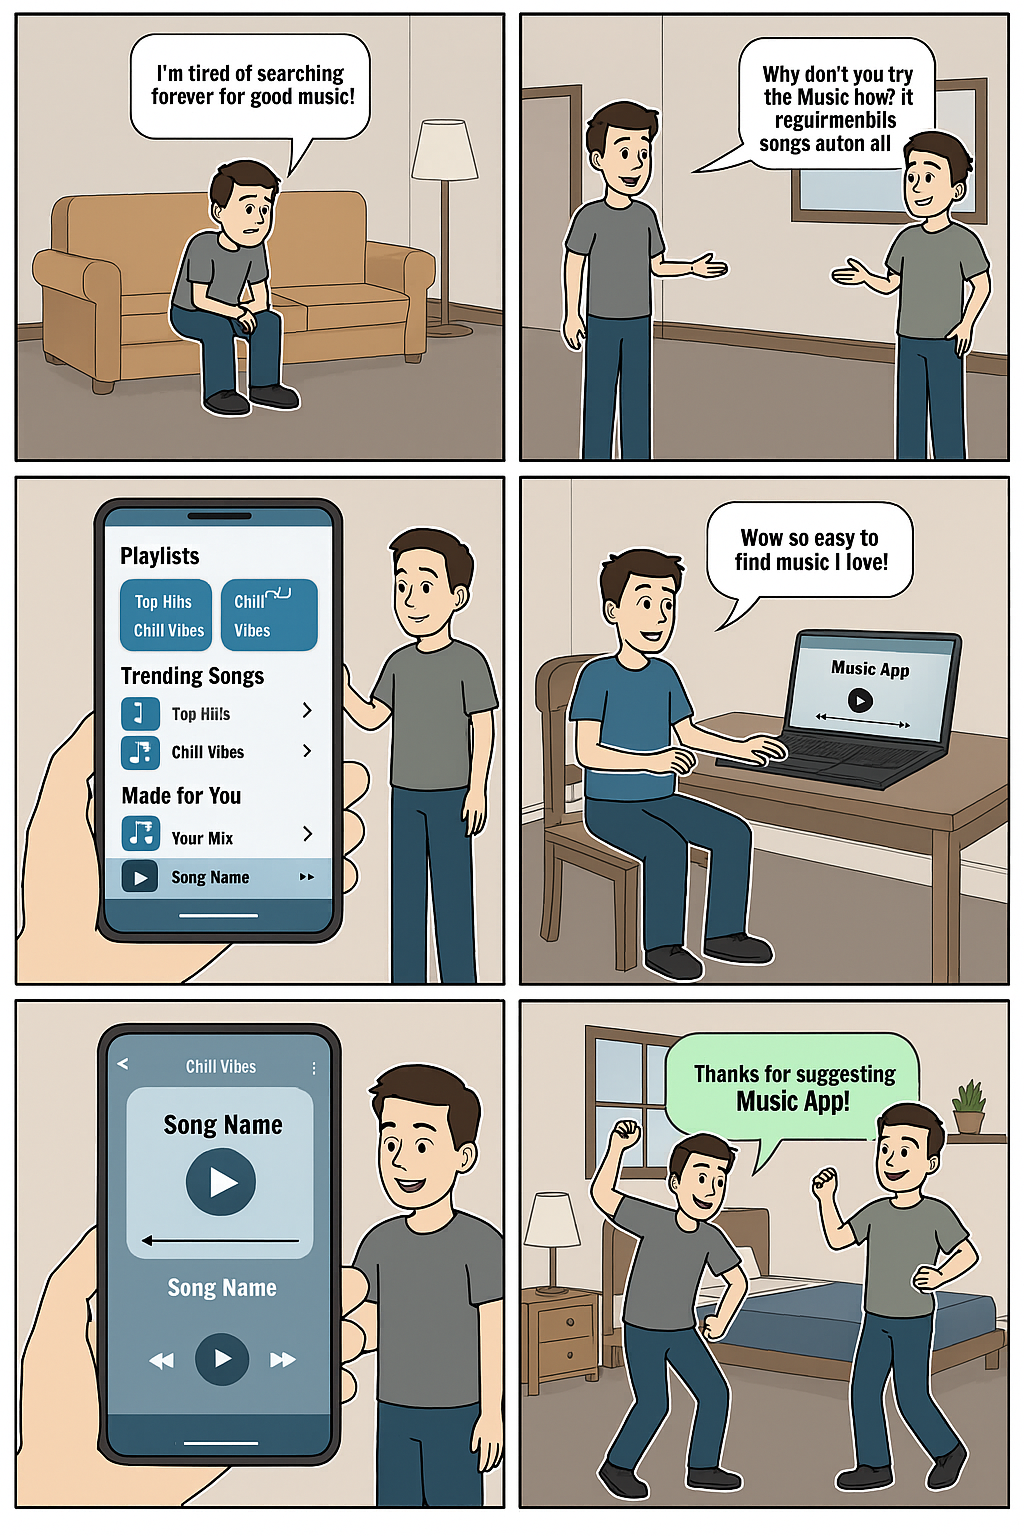 I'm tired of searching
forever for good music!
Why don't you try
the Music how? it
reguirmenbils
songs auton all
Playlists
Top Hihs
Chill Vibes
Chill
Vibes
Trending Songs
Top Hiils
Chill Vibes
Made for You
Your Mix
Song Name
Wow so easy to
find music I love!
Music App
Chill Vibes
Song Name
Song Name
Thanks for suggesting
Music App!